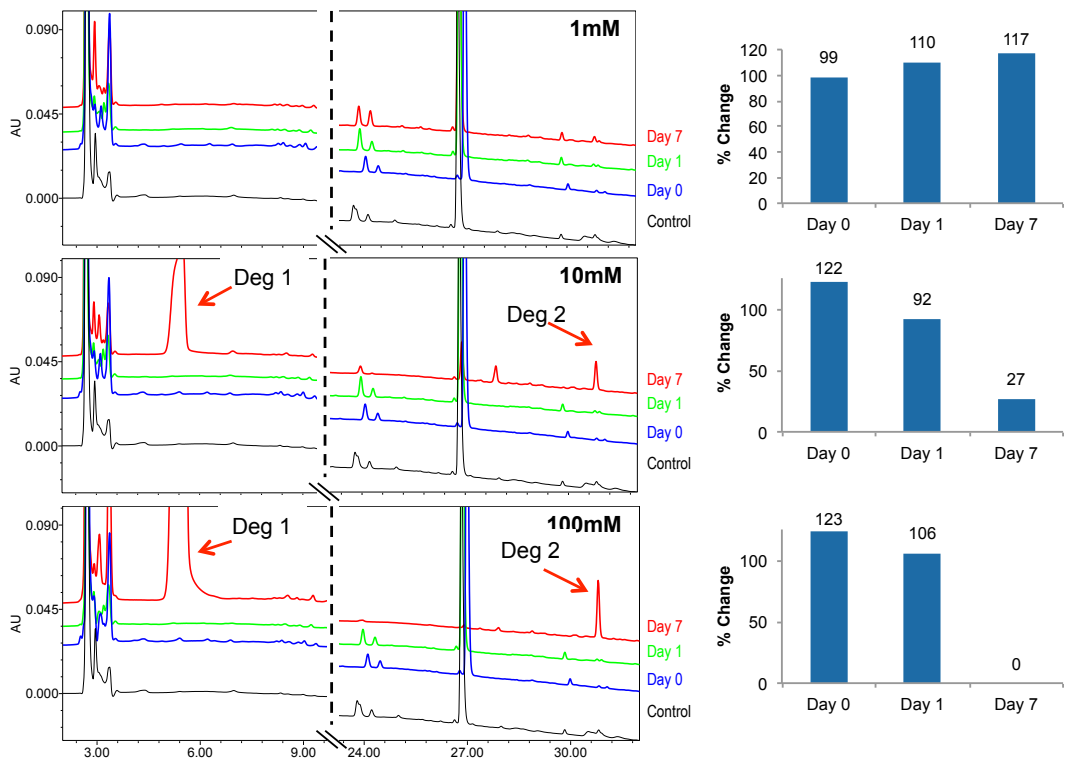 1mM
0.090
0.045
0.000
AU
Day 7
Day 1
Day 0
Control
% Change
120
100
80
60
40
20
0
99
110
117
Day 0
Day 1
Day 7
10mM
Deg 1
Deg 2
0.090
0.045
0.000
AU
Day 7
Day 1
Day 0
Control
% Change
100
50
0
122
92
27
Day 0
Day 1
Day 7
100mM
Deg 1
Deg 2
0.090
0.045
0.000
AU
Day 7
Day 1
Day 0
Control
3.00
6.00
9.00
24.00
27.00
30.00
% Change
100
50
0
123
106
0
Day 0
Day 1
Day 7